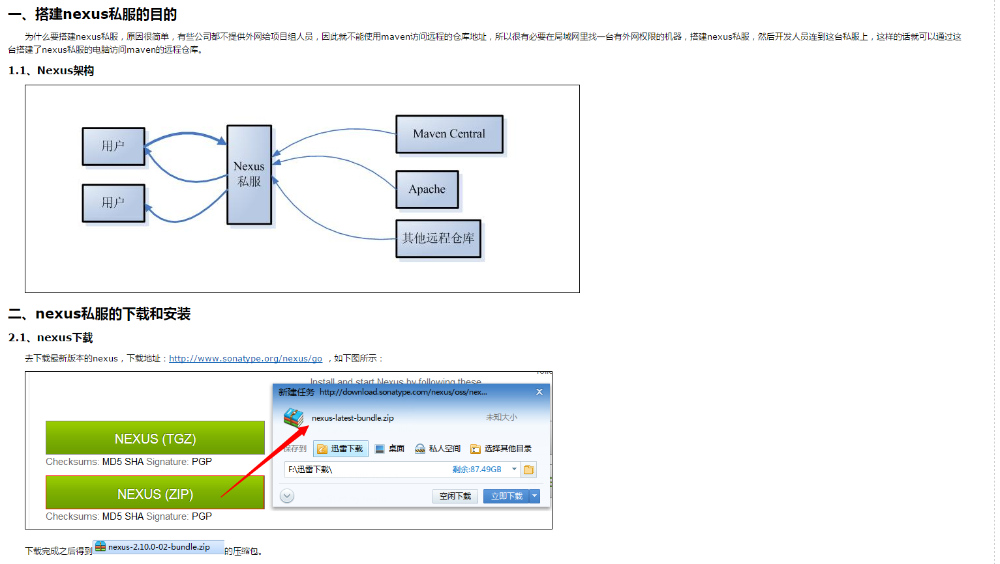 一、搭建nexus私服的目的
为什么要搭建nexus私服，原因很简单，有些公司都不提供外网给项目组人员，因此就不能使用maven访问远程的仓库地址，所以很有必要在局域网里找一台有外网权限的机器，搭建nexus私服，然后开发人员连到这台私服上，这样的话就可以通过这
台搭建了nexus私服的电脑访问maven的远程仓库。
1.1、Nexus架构
用户
用户
Nexus
私服
Maven Central
Apache
其他远程仓库
二、nexus私服的下载和安装
2.1、nexus下载
去下载最新版本的nexus，下载地址：http://www.sonatype.org/nexus/go ，如下图所示：
Install and start Nexus by following these
新建任务 http://download.sonatype.com/nexus/oss/nex...
nexus-latest-bundle.zip 未知大小
NEXUS (TGZ)
保存到 迅雷下载 桌面 私人空间 选择其他目录
Checksums: MD5 SHA Signature: PGP
F:\迅雷下载\ 剩余:87.49GB
NEXUS (ZIP)
空闲下载 立即下载
Checksums: MD5 SHA Signature: PGP
下载完成之后得到 nexus-2.10.0-02-bundle.zip 的压缩包。